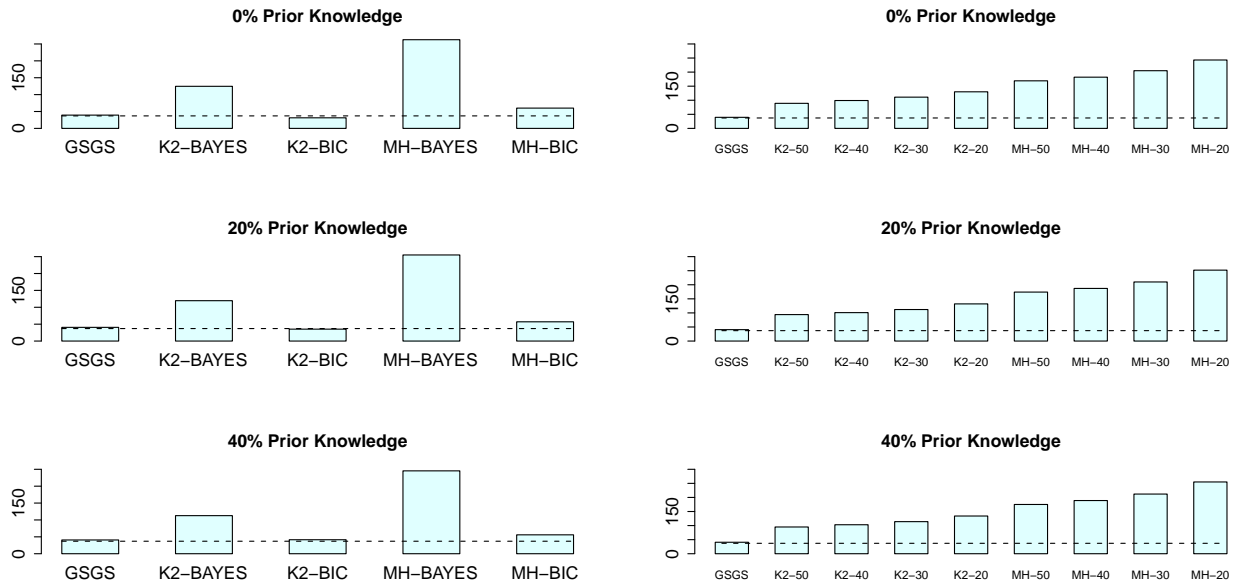 0% Prior Knowledge
150
0
GSGS K2−BAYES K2−BIC MH−BAYES MH−BIC
0% Prior Knowledge
150
0
GSGS K2−50 K2−40 K2−30 K2−20 MH−50 MH−40 MH−30 MH−20
20% Prior Knowledge
150
0
GSGS K2−BAYES K2−BIC MH−BAYES MH−BIC
20% Prior Knowledge
150
0
GSGS K2−50 K2−40 K2−30 K2−20 MH−50 MH−40 MH−30 MH−20
40% Prior Knowledge
150
0
GSGS K2−BAYES K2−BIC MH−BAYES MH−BIC
40% Prior Knowledge
150
0
GSGS K2−50 K2−40 K2−30 K2−20 MH−50 MH−40 MH−30 MH−20